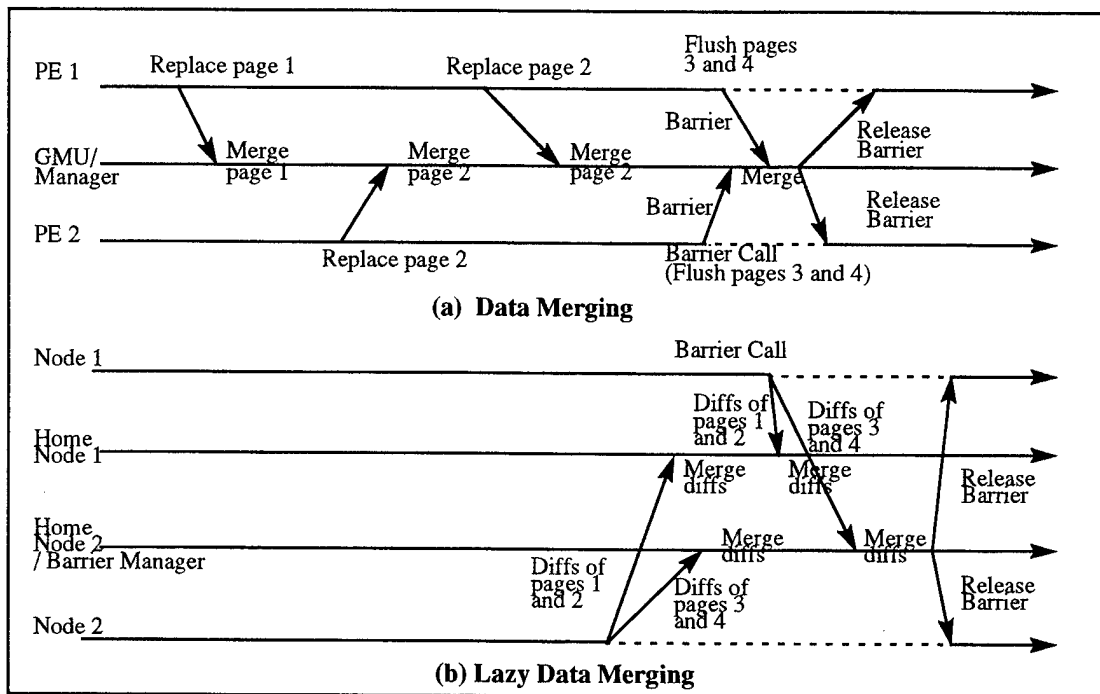 PE 1
Replace page 1
Replace page 2
Flush pages
3 and 4
Barrier
Release
Barrier
GMU/
Manager
Merge
page 1
Merge
page 2
Merge
page 2
Merge
Barrier
Release
Barrier
PE 2
Replace page 2
Barrier Call
(Flush pages 3 and 4)
(a) Data Merging
Node 1
Barrier Call
Diffs of
pages 1
and 2
Diffs of
pages 3
and 4
Home
Node 1
Merge
diffs
Merge
diffs
Release
Barrier
Home
Node 2
/ Barrier Manager
Merge
diffs
Merge
diffs
Diffs of
pages 1
and 2
Diffs of
pages 3
and 4
Release
Barrier
Node 2
(b) Lazy Data Merging